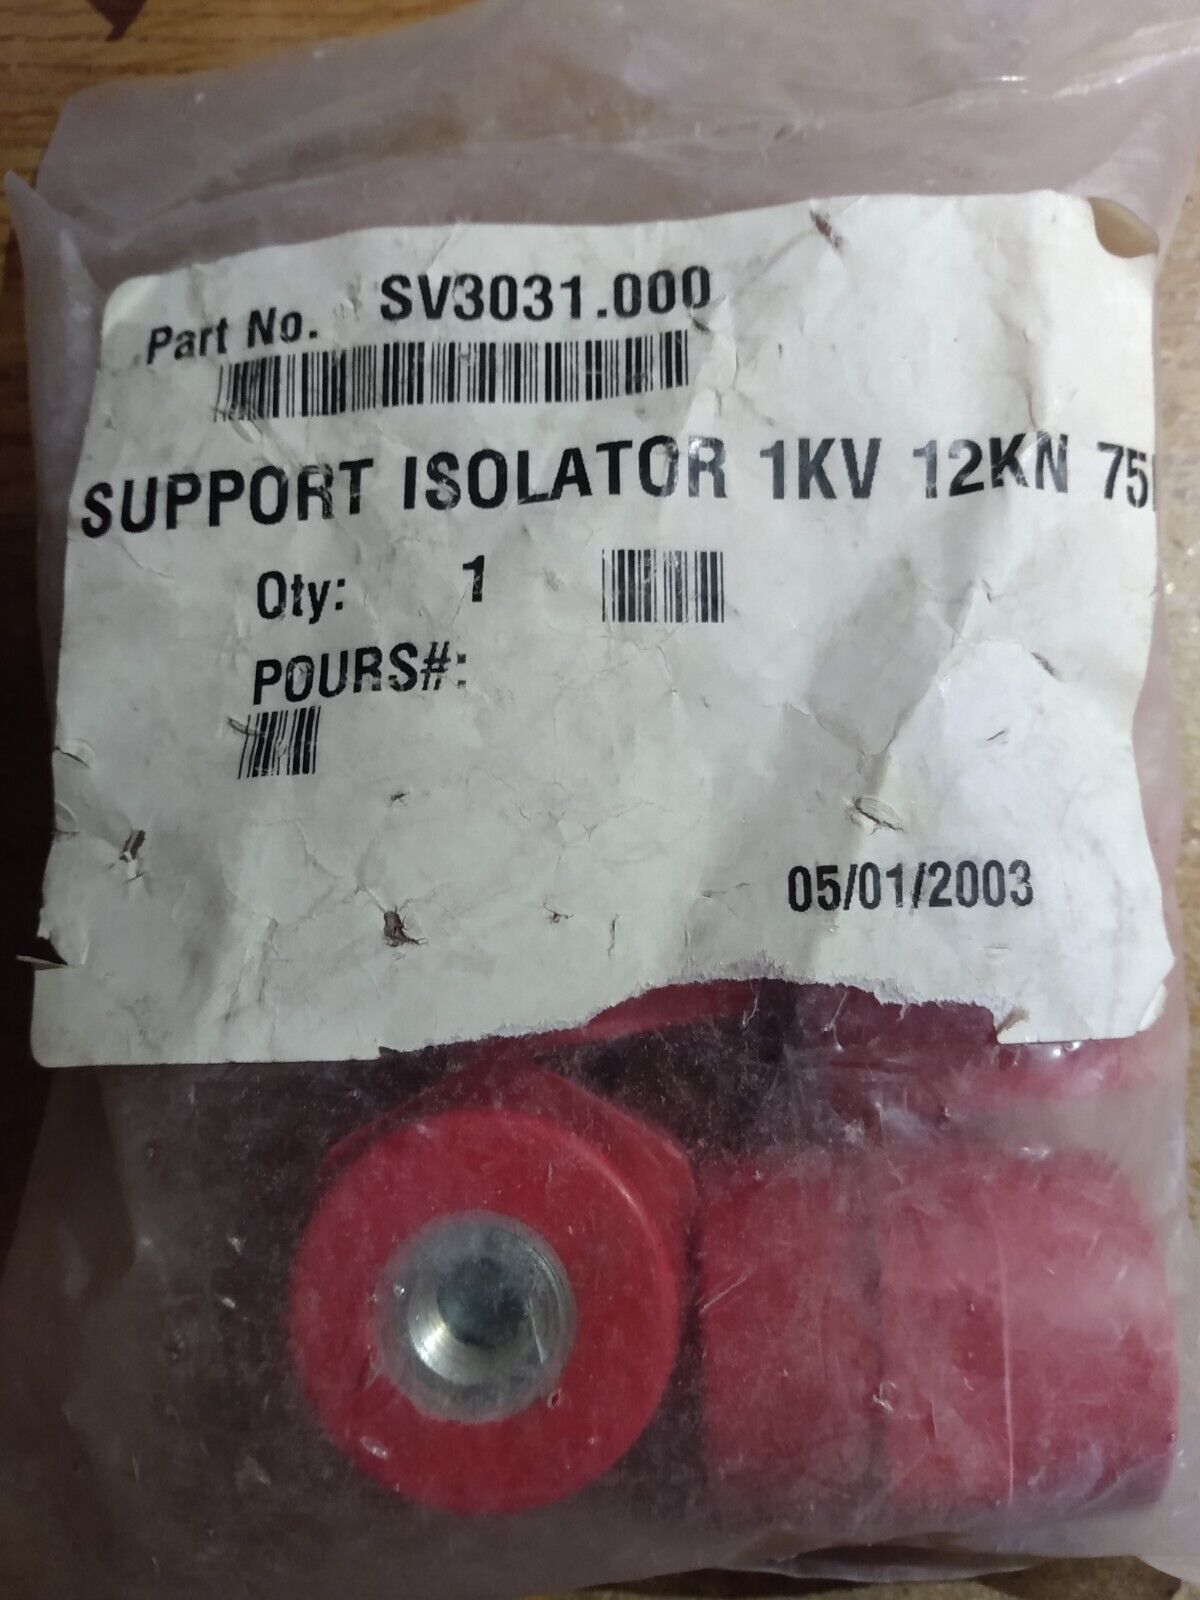 Part No. SV3031.000
SUPPORT ISOLATOR 1KV 12KN 75
Qty: 1
POURS#:
05/01/2003